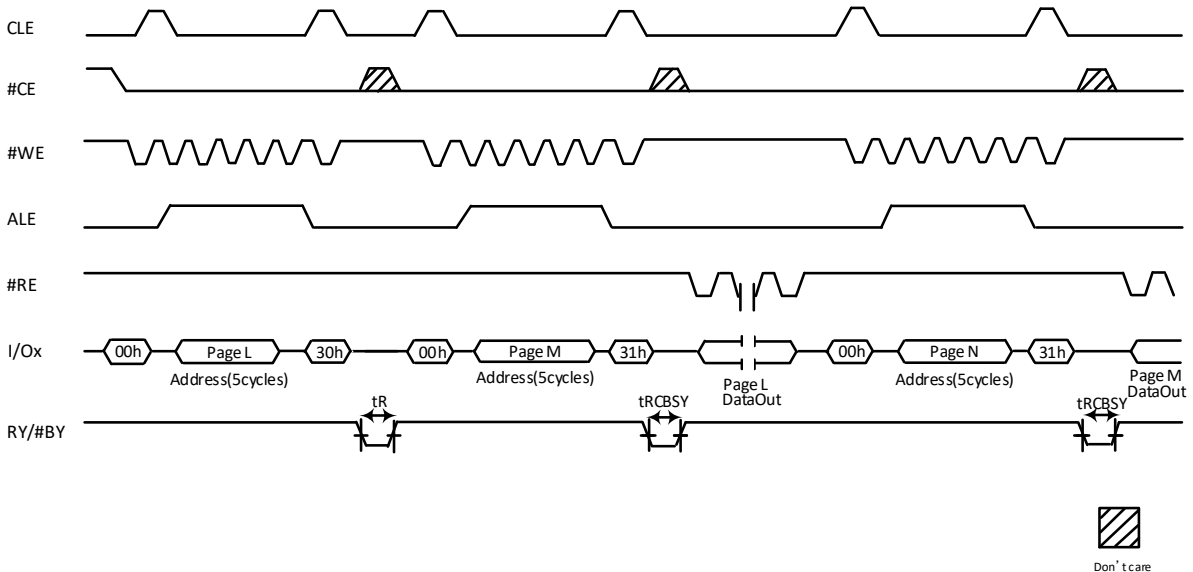 CLE
#CE
#WE
ALE
#RE
I/Ox 00h Page L 30h 00h Page M 31h 00h Page N 31h
Address(5cycles) Address(5cycles) Page L DataOut Address(5cycles) Page M DataOut
tR tRCBSY tRCBSY
RY/#BY
Don't care